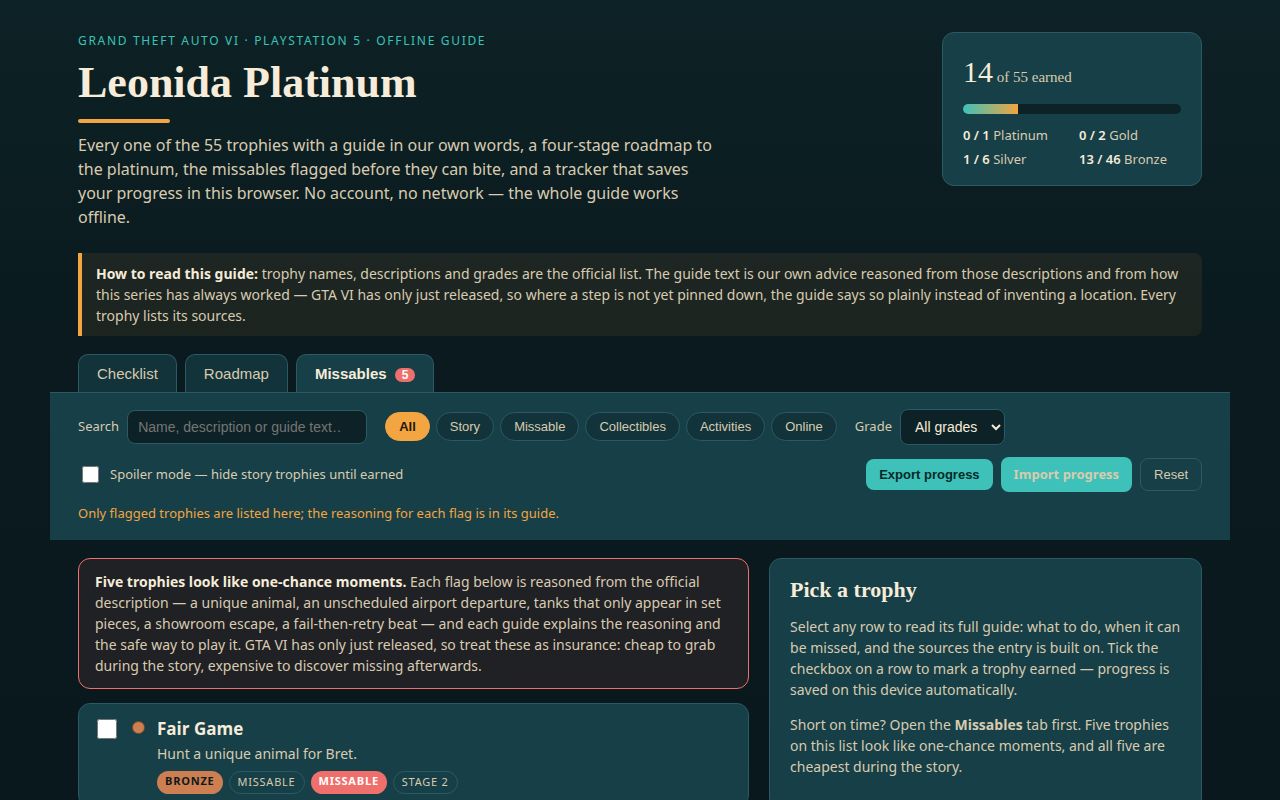 GRAND THEFT AUTO VI · PLAYSTATION 5 · OFFLINE GUIDE
Leonida Platinum
Every one of the 55 trophies with a guide in our own words, a four-stage roadmap to
the platinum, the missables flagged before they can bite, and a tracker that saves
your progress in this browser. No account, no network — the whole guide works
offline.
14 of 55 earned
0 / 1 Platinum
0 / 2 Gold
1 / 6 Silver
13 / 46 Bronze
How to read this guide: trophy names, descriptions and grades are the official list. The guide text is our own advice reasoned from those descriptions and from how
this series has always worked — GTA VI has only just released, so where a step is not yet pinned down, the guide says so plainly instead of inventing a location. Every
trophy lists its sources.
Checklist
Roadmap
Missables 5
Search
Name, description or guide text..
All
Story
Missable
Collectibles
Activities
Online
Grade
All grades
Spoiler mode — hide story trophies until earned
Export progress
Import progress
Reset
Only flagged trophies are listed here; the reasoning for each flag is in its guide.
Five trophies look like one-chance moments. Each flag below is reasoned from the official
description — a unique animal, an unscheduled airport departure, tanks that only appear in set
pieces, a showroom escape, a fail-then-retry beat — and each guide explains the reasoning and
the safe way to play it. GTA VI has only just released, so treat these as insurance: cheap to grab
during the story, expensive to discover missing afterwards.
Fair Game
Hunt a unique animal for Bret.
BRONZE
MISSABLE
MISSABLE
STAGE 2
Pick a trophy
Select any row to read its full guide: what to do, when it can
be missed, and the sources the entry is built on. Tick the
checkbox on a row to mark a trophy earned — progress is
saved on this device automatically.
Short on time? Open the Missables tab first. Five trophies
on this list look like one-chance moments, and all five are
cheapest during the story.